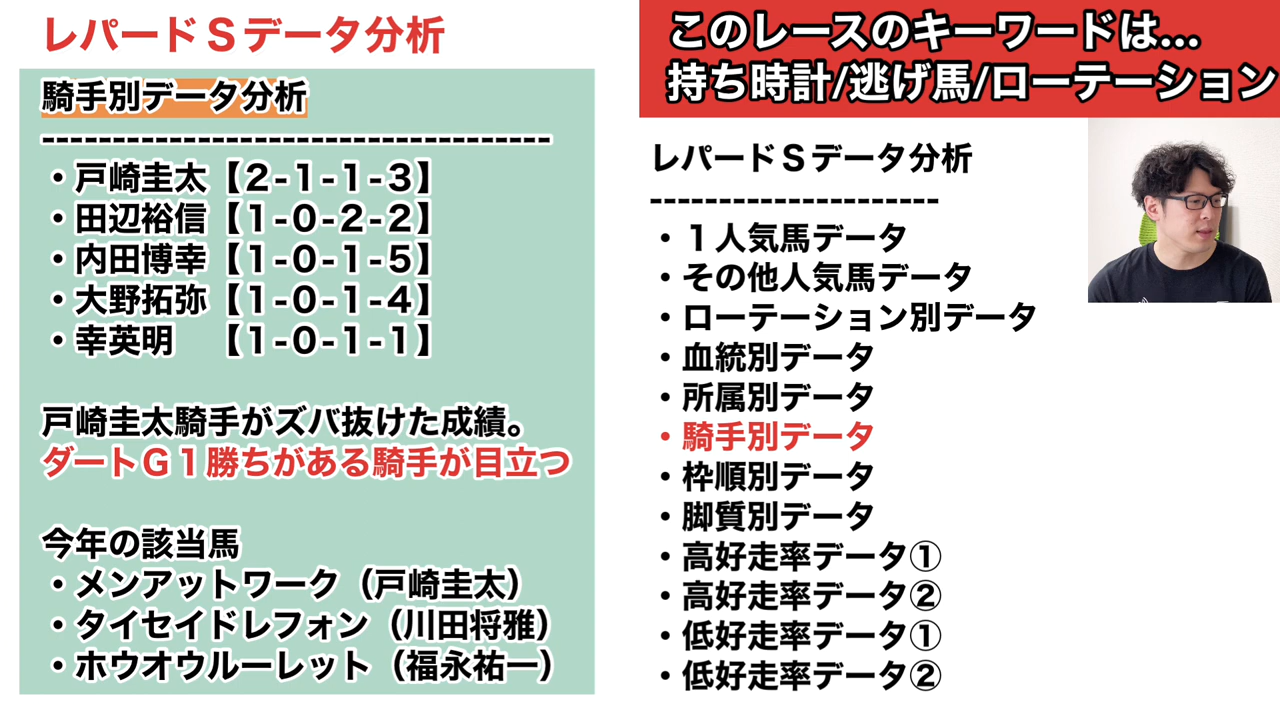 レパードＳデータ分析
騎手別データ分析
------------------------------------
・戸崎圭太【２-１-１-３】
・田辺裕信【１-０-２-２】
・内田博幸【１-０-１-５】
・大野拓弥【１-０-１-４】
・幸英明　【１-０-１-１】
戸崎圭太騎手がズバ抜けた成績。
ダートＧ１勝ちがある騎手が目立つ
今年の該当馬
・メンアットワーク（戸崎圭太）
・タイセイドレフォン（川田将雅）
・ホウオウルーレット（福永祐一）
このレースのキーワードは...
持ち時計/逃げ馬/ローテーション
レパードＳデータ分析
---------------------
・１人気馬データ
・その他人気馬データ
・ローテーション別データ
・血統別データ
・所属別データ
・騎手別データ
・枠順別データ
・脚質別データ
・高好走率データ①
・高好走率データ②
・低好走率データ①
・低好走率データ②